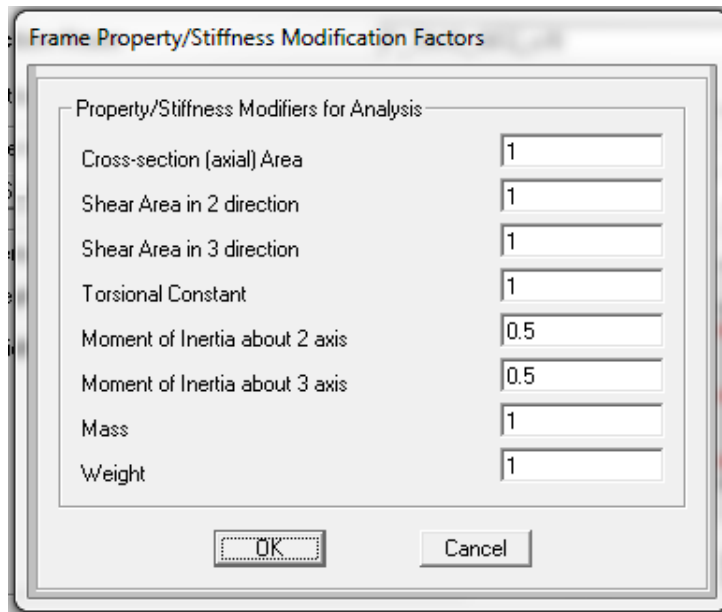 Frame Property/Stiffness Modification Factors
Property/Stiffness Modifiers for Analysis
Cross-section (axial) Area 1
Shear Area in 2 direction 1
Shear Area in 3 direction 1
Torsional Constant 1
Moment of Inertia about 2 axis 0.5
Moment of Inertia about 3 axis 0.5
Mass 1
Weight 1
OK Cancel